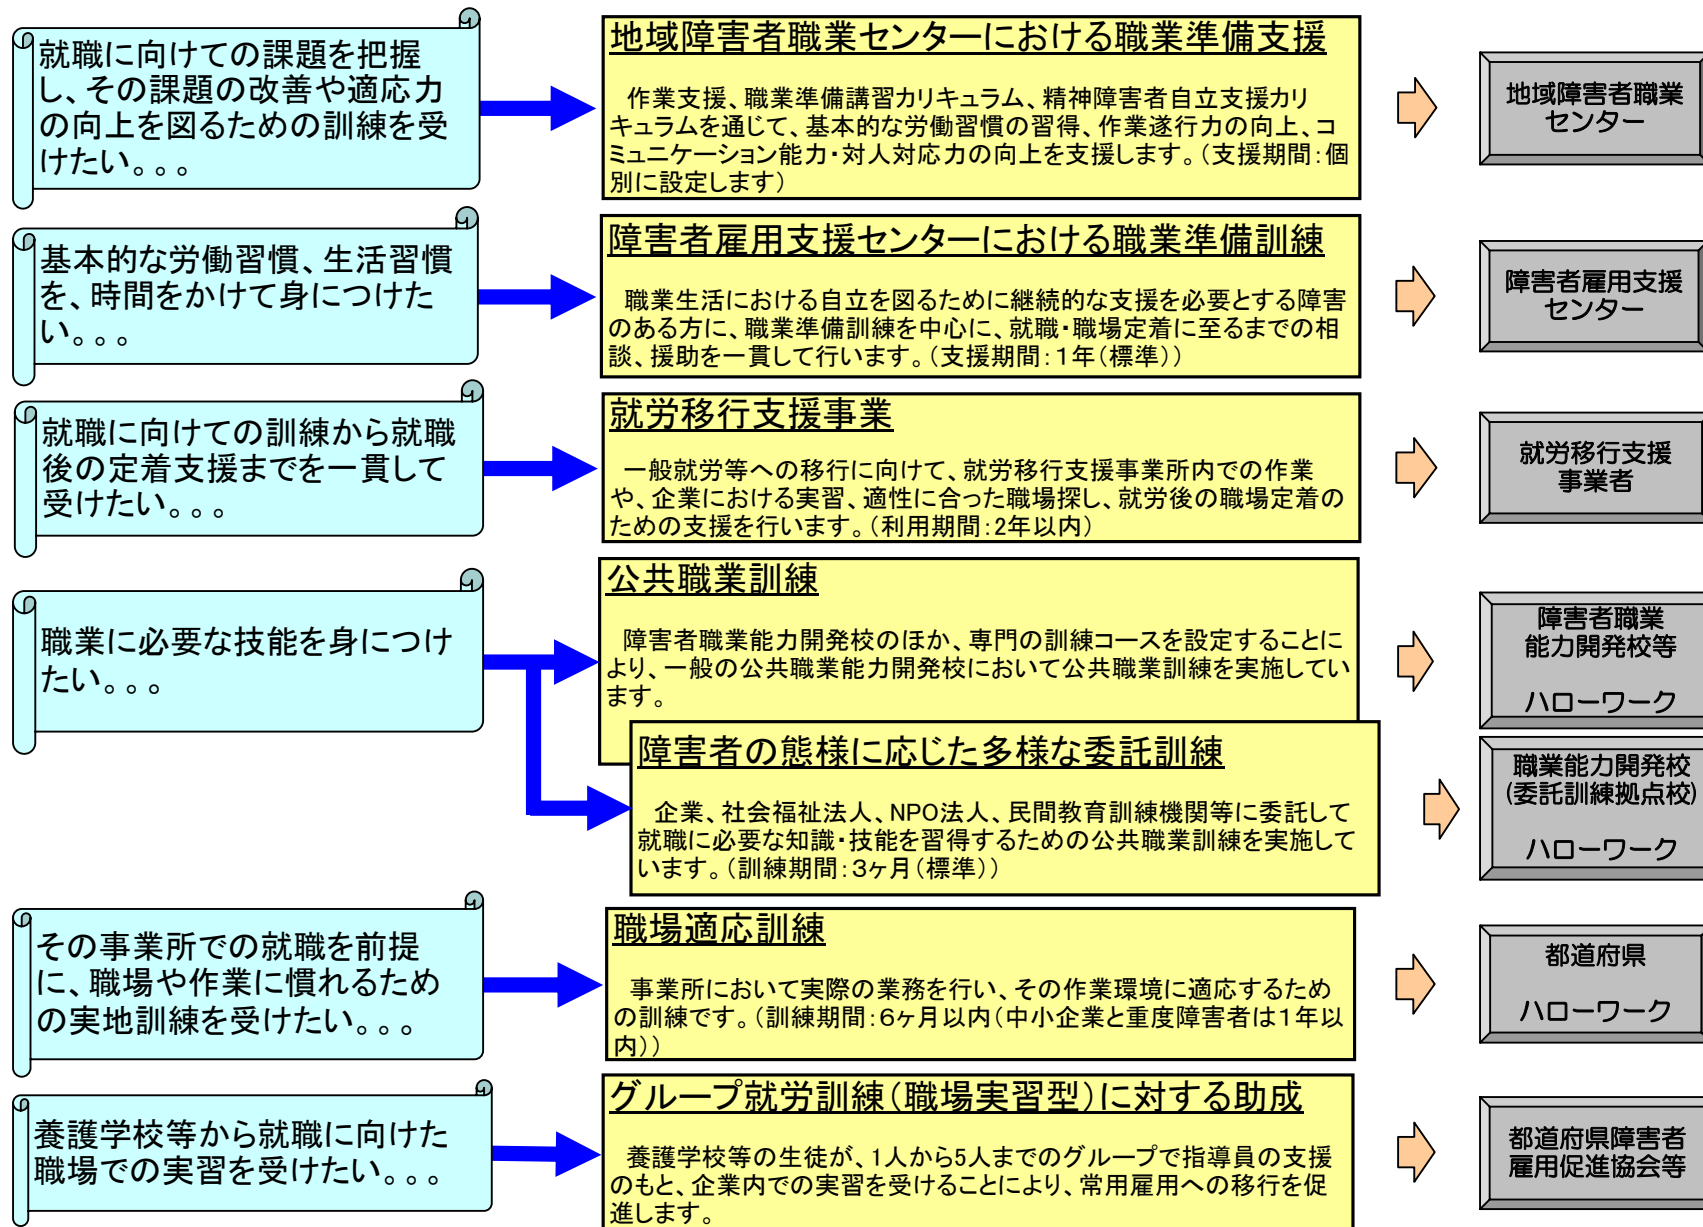 就職に向けての課題を把握
し、その課題の改善や適応力
の向上を図るための訓練を受
けたい。。。
地域障害者職業センターにおける職業準備支援
作業支援、職業準備講習カリキュラム、精神障害者自立支援カリ
キュラムを通じて、基本的な労働習慣の習得、作業遂行力の向上、コ
ミュニケーション能力・対人対応力の向上を支援します。（支援期間：個
別に設定します）
地域障害者職業
センター
基本的な労働習慣、生活習慣
を、時間をかけて身につけた
い。。。
障害者雇用支援センターにおける職業準備訓練
職業生活における自立を図るために継続的な支援を必要とする障害
のある方に、職業準備訓練を中心に、就職・職場定着に至るまでの相
談、援助を一貫して行います。（支援期間：１年（標準））
障害者雇用支援
センター
就職に向けての訓練から就職
後の定着支援までを一貫して
受けたい。。。
就労移行支援事業
一般就労等への移行に向けて、就労移行支援事業所内での作業
や、企業における実習、適性に合った職場探し、就労後の職場定着の
ための支援を行います。（利用期間：2年以内）
就労移行支援
事業者
職業に必要な技能を身につけ
たい。。。
公共職業訓練
障害者職業能力開発校のほか、専門の訓練コースを設定することに
より、一般の公共職業能力開発校において公共職業訓練を実施してい
ます。
障害者職業
能力開発校等
ハローワーク
障害者の態様に応じた多様な委託訓練
企業、社会福祉法人、NPO法人、民間教育訓練機関等に委託して
就職に必要な知識・技能を習得するための公共職業訓練を実施して
います。（訓練期間：3ヶ月（標準））
職業能力開発校
(委託訓練拠点校)
ハローワーク
その事業所での就職を前提
に、職場や作業に慣れるため
の実地訓練を受けたい。。。
職場適応訓練
事業所において実際の業務を行い、その作業環境に適応するため
の訓練です。（訓練期間：６ヶ月以内（中小企業と重度障害者は１年以
内））
都道府県
ハローワーク
養護学校等から就職に向けた
職場での実習を受けたい。。。
グループ就労訓練（職場実習型）に対する助成
養護学校等の生徒が、1人から5人までのグループで指導員の支援
のもと、企業内での実習を受けることにより、常用雇用への移行を促
進します。
都道府県障害者
雇用促進協会等